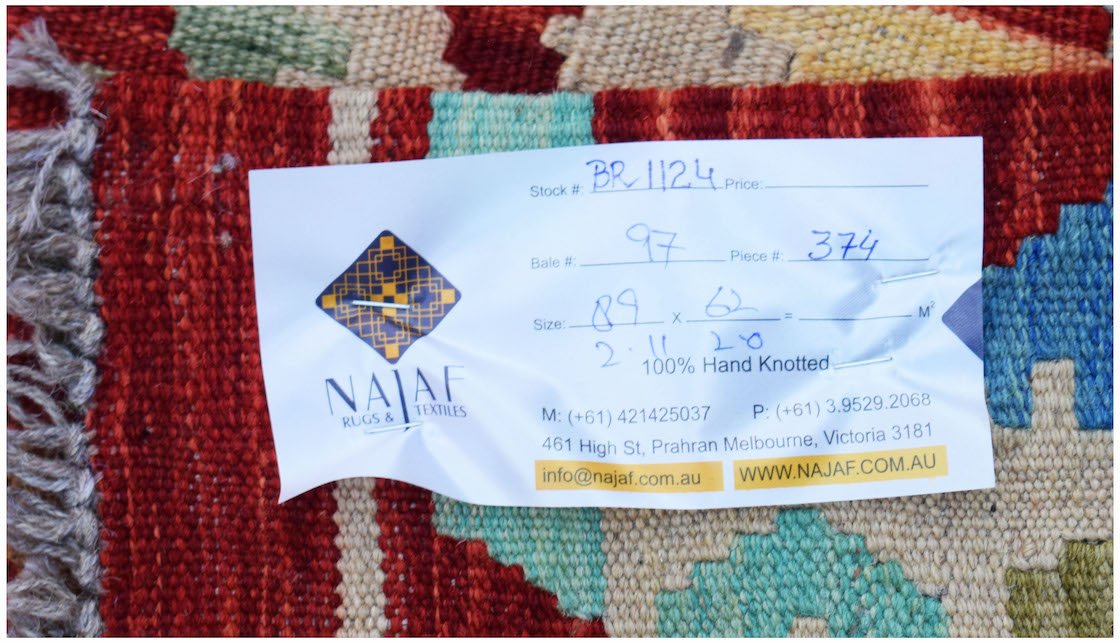 Stock #: BR 1124 Price:
Bale #: 97 Piece #: 374
Size: 89 x 62 = M²
2.11 2.0
100% Hand Knotted
NAJAF
RUGS & TEXTILES
M: (+61) 421425037 P: (+61) 3.9529.2068
461 High St, Prahran Melbourne, Victoria 3181
info@najaf.com.au WWW.NAJAF.COM.AU